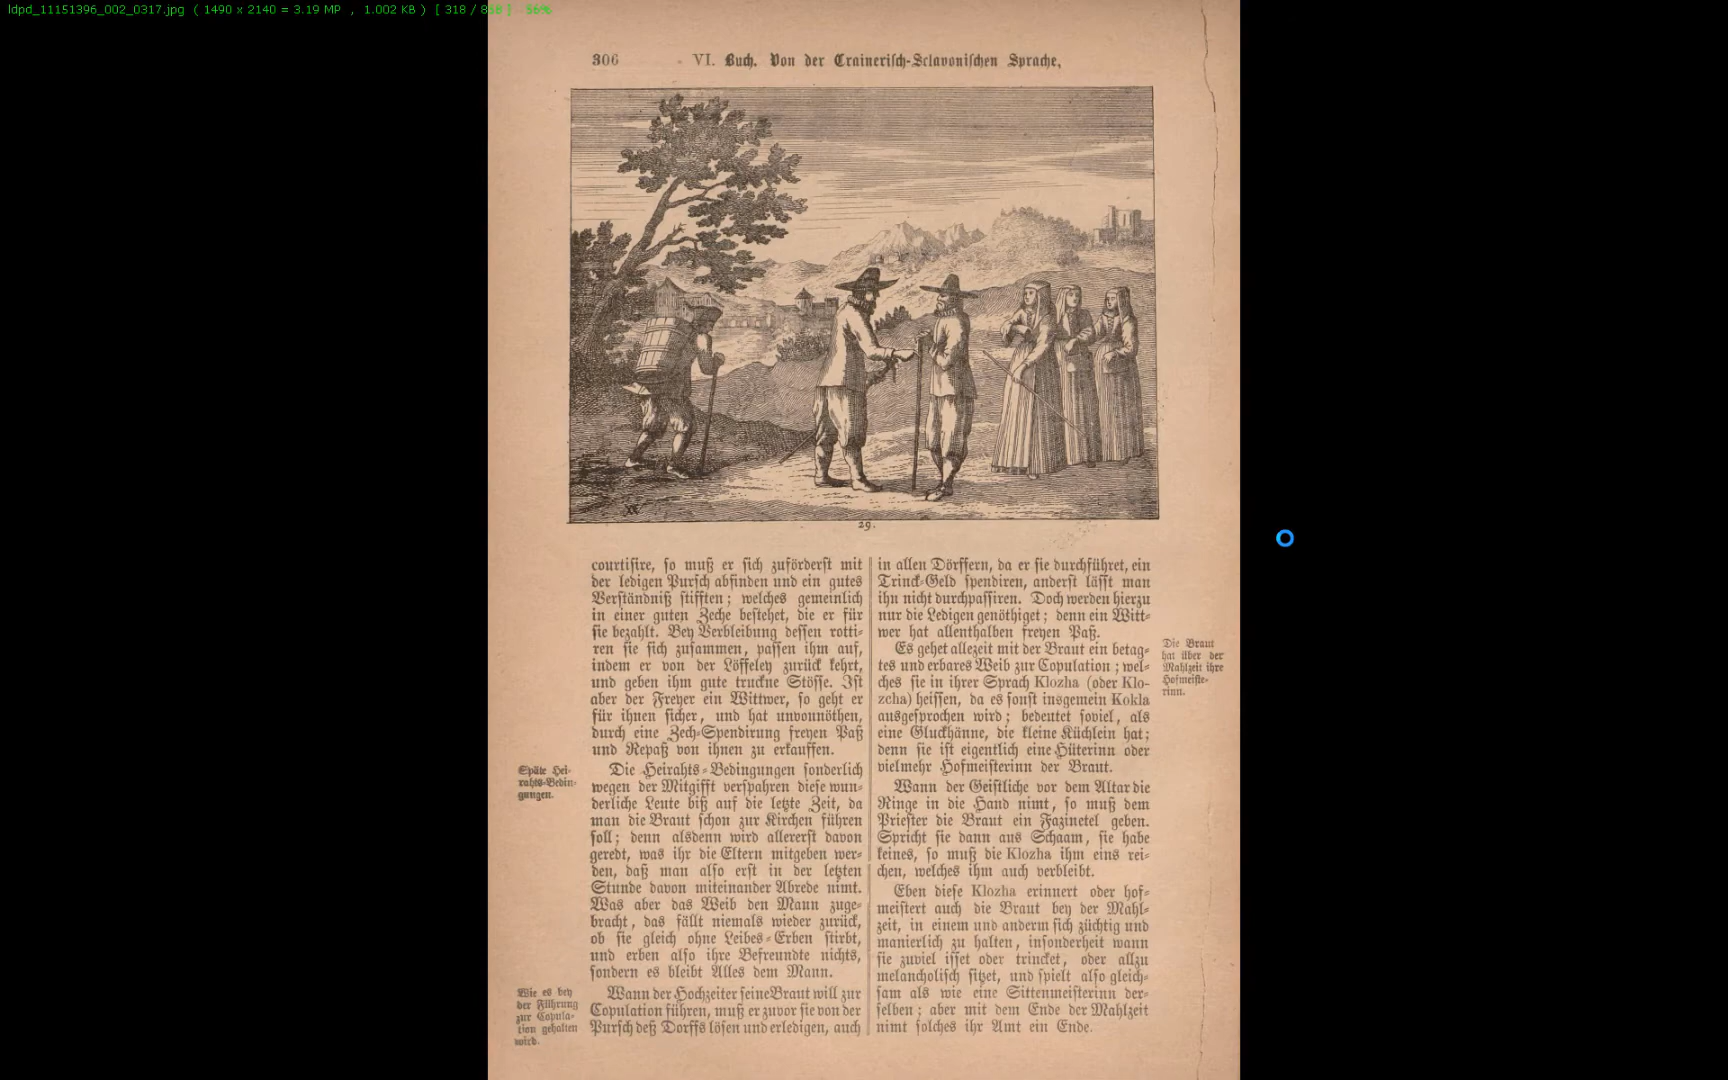 ldpd_11151396_002_0317.jpg ( 1490 x 2140 = 3.19 MP , 1.002 KB ) [ 318 / 858 ] 56%
306 VI. Buch. Von der Crainerisch-Sclavonischen Sprache,
29.
courtisire, so muß er sich zuförderst mit
der ledigen Pursch abfinden und ein gutes
Verständniß stifften; welches gemeinlich
in einer guten Zeche bestehet, die er für
sie bezahlt. Bey Verbleibung dessen rotti-
ren sie sich zusammen, passen ihm auf,
indem er von der Löffeley zurück kehrt,
und geben ihm gute truckne Stösse. Ist
aber der Freyer ein Wittwer, so geht er
für ihnen sicher, und hat unvonnöthen,
durch eine Zech-Spendirung freyen Paß
und Repaß von ihnen zu erkauffen.
Späte Hei-
rahts-Bedin-
gungen.
Die Heirahts-Bedingungen sonderlich
wegen der Mitgifft verspahren diese wun-
derliche Leute biß auf die letzte Zeit, da
man die Braut schon zur Kirchen führen
soll; denn alsdenn wird allererst davon
geredt, was ihr die Eltern mitgeben wer-
den, daß man also erst in der letzten
Stunde davon miteinander Abrede nimt.
Was aber das Weib den Mann zuge-
bracht, das fällt niemals wieder zurück,
ob sie gleich ohne Leibes-Erben stirbt,
und erben also ihre Befreundte nichts,
sondern es bleibt Alles dem Mann.
Wie es bey
der Führung
zur Copula-
tion gehalten
wird.
Wann der Hochzeiter seine Braut will zur
Copulation führen, muß er zuvor sie von der
Pursch deß Dorffs lösen und erledigen, auch
in allen Dörffern, da er sie durchführet, ein
Trinck-Geld spendiren, anderst lässt man
ihn nicht durchpassiren. Doch werden hierzu
nur die Ledigen genöthiget; denn ein Witt-
wer hat allenthalben freyen Paß.
Es gehet allezeit mit der Braut ein betag-
tes und erbares Weib zur Copulation; wel-
ches sie in ihrer Sprach Klozha (oder Klo-
zcha) heissen, da es sonst insgemein Kokla
ausgesprochen wird; bedeutet soviel, als
eine Gluckhänne, die kleine Küchlein hat;
denn sie ist eigentlich eine Hüterinn oder
vielmehr Hofmeisterinn der Braut.
Die Braut
hat über der
Mahlzeit ihre
Hofmeiste-
rinn.
Wann der Geistliche vor dem Altar die
Ringe in die Hand nimt, so muß dem
Priester die Braut ein Fazinetel geben.
Spricht sie dann aus Schaam, sie habe
keines, so muß die Klozha ihm eins rei-
chen, welches ihm auch verbleibt.
Eben diese Klozha erinnert oder hof-
meistert auch die Braut bey der Mahl-
zeit, in einem und anderm sich züchtig und
manierlich zu halten, insonderheit wann
sie zuviel isset oder trincket, oder allzu
melancholisch sitzet, und spielt also gleich-
sam als wie eine Sittenmeisterinn der-
selben; aber mit dem Ende der Mahlzeit
nimt solches ihr Amt ein Ende.